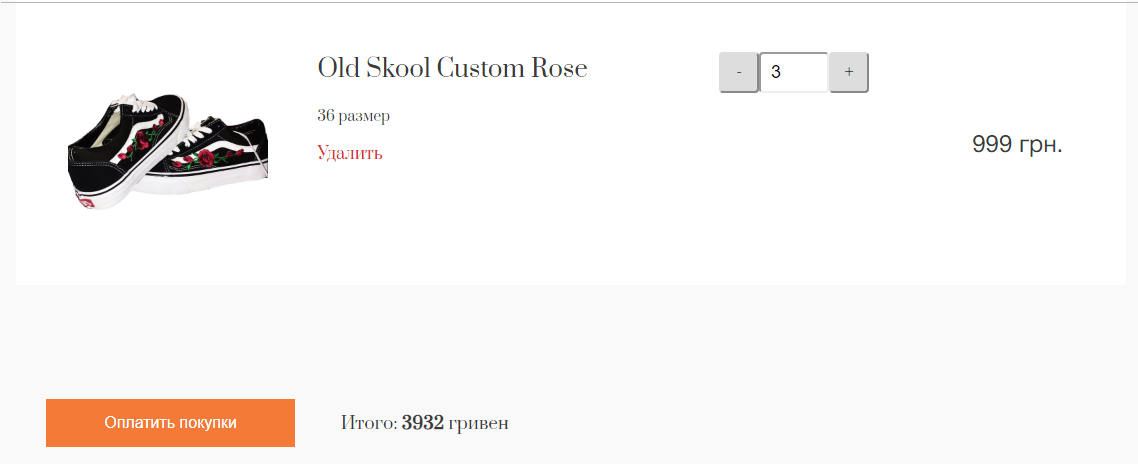 Old Skool Custom Rose
- 3 +
36 размер
999 грн.
Удалить
Оплатить покупки
Итого: 3932 гривен